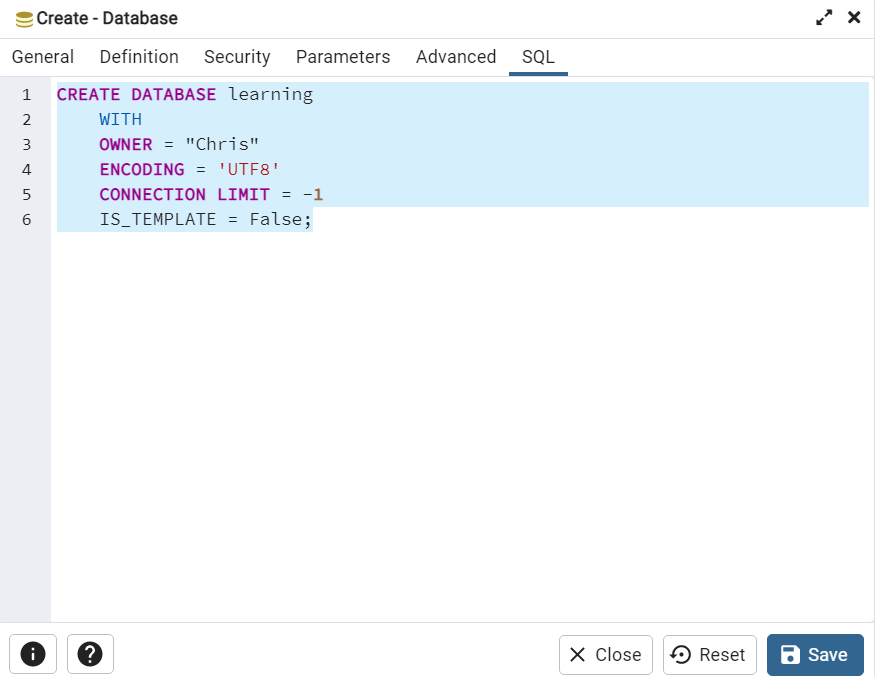 Create - Database
General Definition Security Parameters Advanced SQL
1 CREATE DATABASE learning
2 WITH
3 OWNER = "Chris"
4 ENCODING = 'UTF8'
5 CONNECTION LIMIT = -1
6 IS_TEMPLATE = False;
Close Reset Save